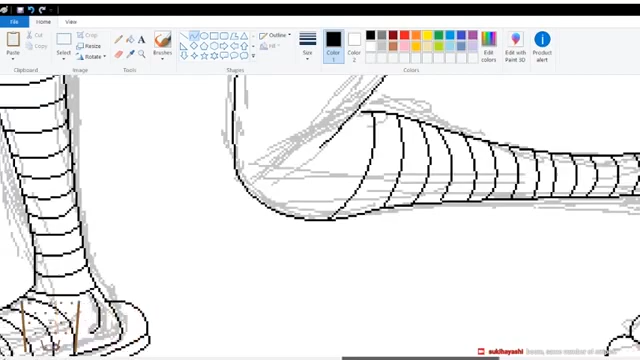 File Home View
Paste Cut Copy
Clipboard
Select Crop Resize Rotate
Image
Tools
Brushes
Shapes
Outline Fill
Size
Color 1 Color 2
Colors
Edit colors
Edit with Paint 3D
Product alert
sukihayashi